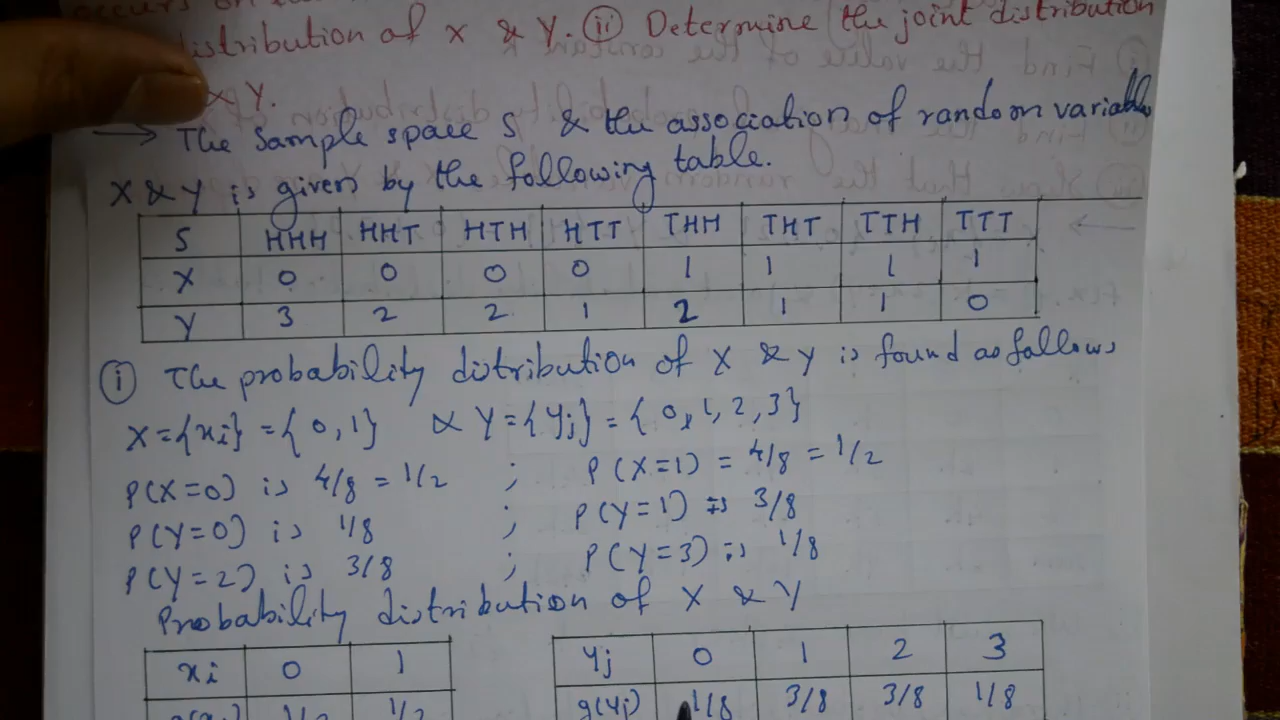 occurs on
distribution of X & Y. (ii) Determine the joint distribution
X Y.
→ The sample space S & the association of random variable
X & Y is given by the following table.
S HHH HHT HTH HTT THH THT TTH TTT
X 0 0 0 0 1 1 1 1
Y 3 2 2 1 2 1 1 0
(i) The probability distribution of X & Y is found as follows
X = {xi} = {0, 1} & Y = {yj} = {0, 1, 2, 3}
P(X=0) is 4/8 = 1/2 ; P(X=1) = 4/8 = 1/2
P(Y=0) is 1/8 ; P(Y=1) is 3/8
P(Y=2) is 3/8 ; P(Y=3) is 1/8
Probability distribution of X & Y
xi 0 1
1/2
yj 0 1 2 3
g(yj) 1/8 3/8 3/8 1/8